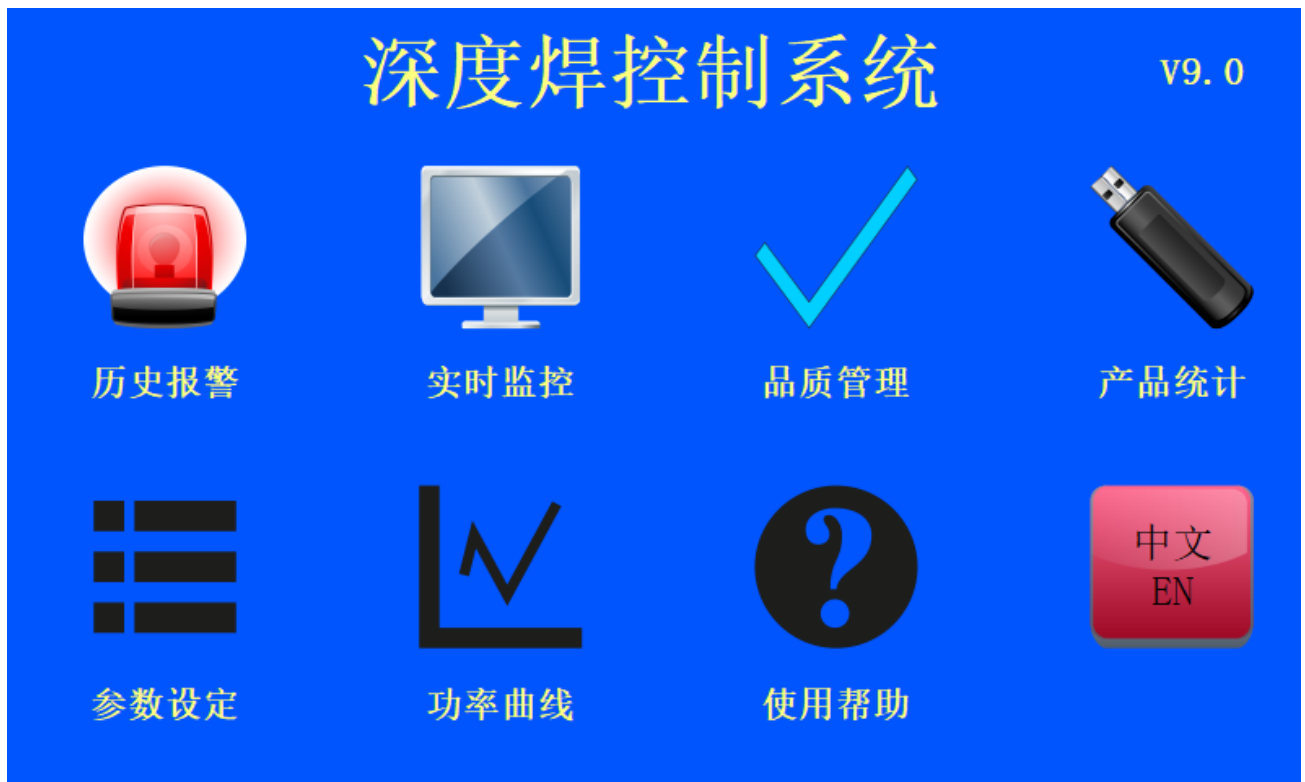 深度焊控制系统
V9.0
历史报警
实时监控
品质管理
产品统计
中文
EN
参数设定
功率曲线
使用帮助